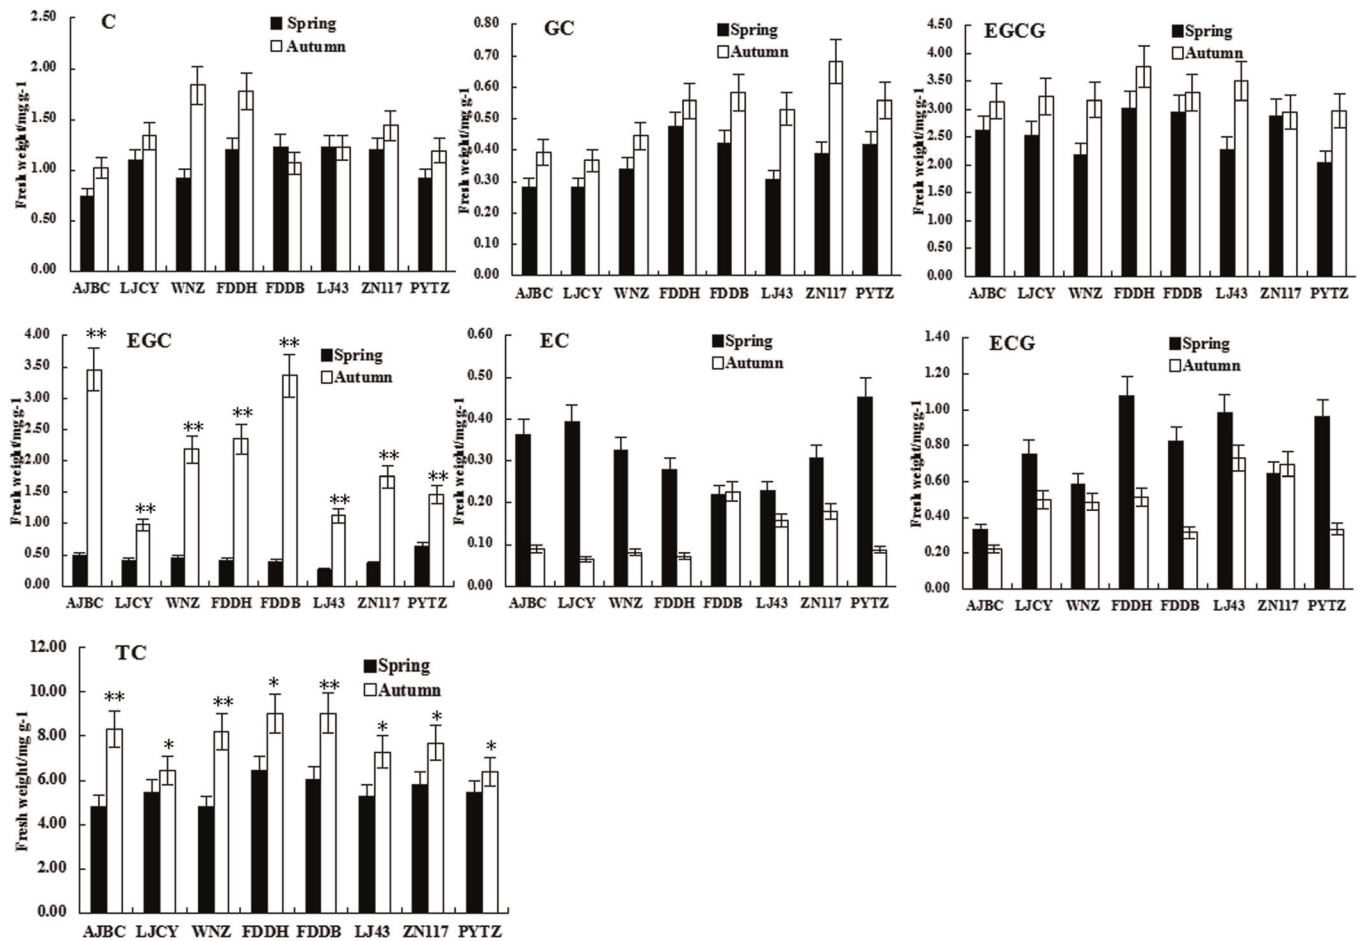 C
Spring
Autumn
Fresh weight/mg g-1
2.50
2.00
1.50
1.00
0.50
0.00
AJBC LJCY WNZ FDDH FDDB LJ43 ZN117 PYTZ
GC
Spring
Autumn
Fresh weight/mg g-1
0.80
0.70
0.60
0.50
0.40
0.30
0.20
0.10
0.00
AJBC LJCY WNZ FDDH FDDB LJ43 ZN117 PYTZ
EGCG
Spring
Autumn
Fresh weight/mg g-1
4.50
4.00
3.50
3.00
2.50
2.00
1.50
1.00
0.50
0.00
AJBC LJCY WNZ FDDH FDDB LJ43 ZN117 PYTZ
EGC
Spring
Autumn
Fresh weight/mg g-1
4.00
3.50
3.00
2.50
2.00
1.50
1.00
0.50
0.00
** ** ** ** ** ** ** **
AJBC LJCY WNZ FDDH FDDB LJ43 ZN117 PYTZ
EC
Spring
Autumn
Fresh weight/mg g-1
0.60
0.50
0.40
0.30
0.20
0.10
0.00
AJBC LJCY WNZ FDDH FDDB LJ43 ZN117 PYTZ
ECG
Spring
Autumn
Fresh weight/mg g-1
1.40
1.20
1.00
0.80
0.60
0.40
0.20
0.00
AJBC LJCY WNZ FDDH FDDB LJ43 ZN117 PYTZ
TC
Spring
Autumn
Fresh weight/mg g-1
12.00
10.00
8.00
6.00
4.00
2.00
0.00
** * ** * ** * * *
AJBC LJCY WNZ FDDH FDDB LJ43 ZN117 PYTZ